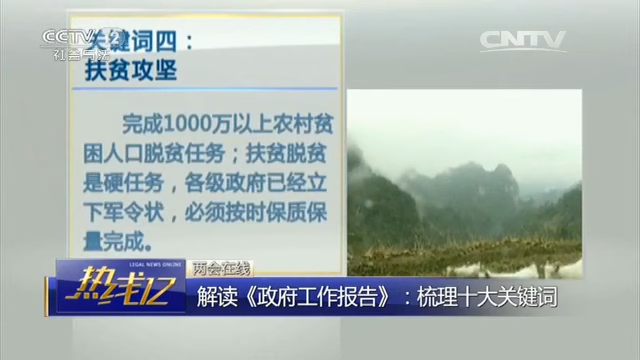 CCTV 12
社会与法
CNTV
关键词四：
扶贫攻坚
完成1000万以上农村贫
困人口脱贫任务；扶贫脱贫
是硬任务，各级政府已经立
下军令状，必须按时保质保
量完成。
LEGAL NEWS ONLINE
热线12
两会在线
解读《政府工作报告》：梳理十大关键词